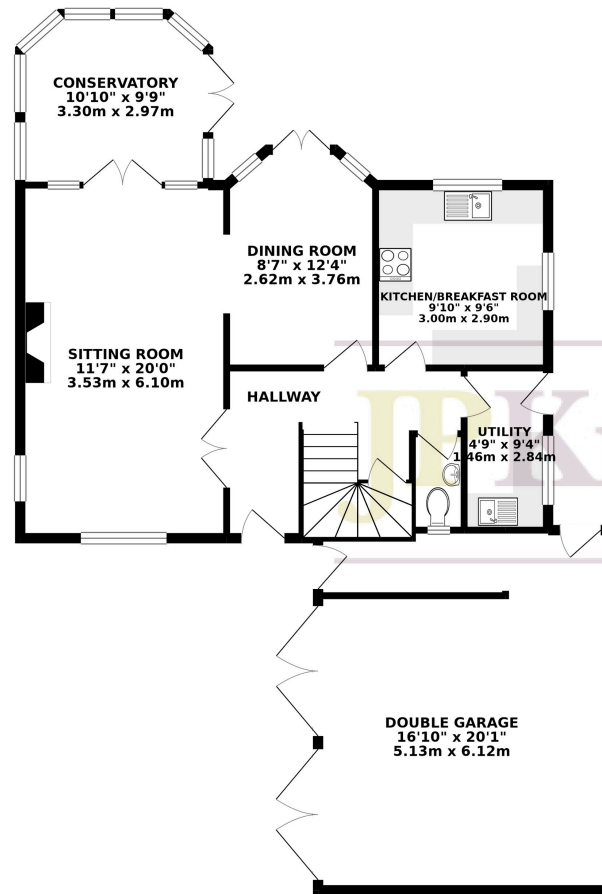 CONSERVATORY
10'10" x 9'9"
3.30m x 2.97m
DINING ROOM
8'7" x 12'4"
2.62m x 3.76m
KITCHEN/BREAKFAST ROOM
9'10" x 9'6"
3.00m x 2.90m
SITTING ROOM
11'7" x 20'0"
3.53m x 6.10m
HALLWAY
JPK
UTILITY
4'9" x 9'4"
1.46m x 2.84m
DOUBLE GARAGE
16'10" x 20'1"
5.13m x 6.12m